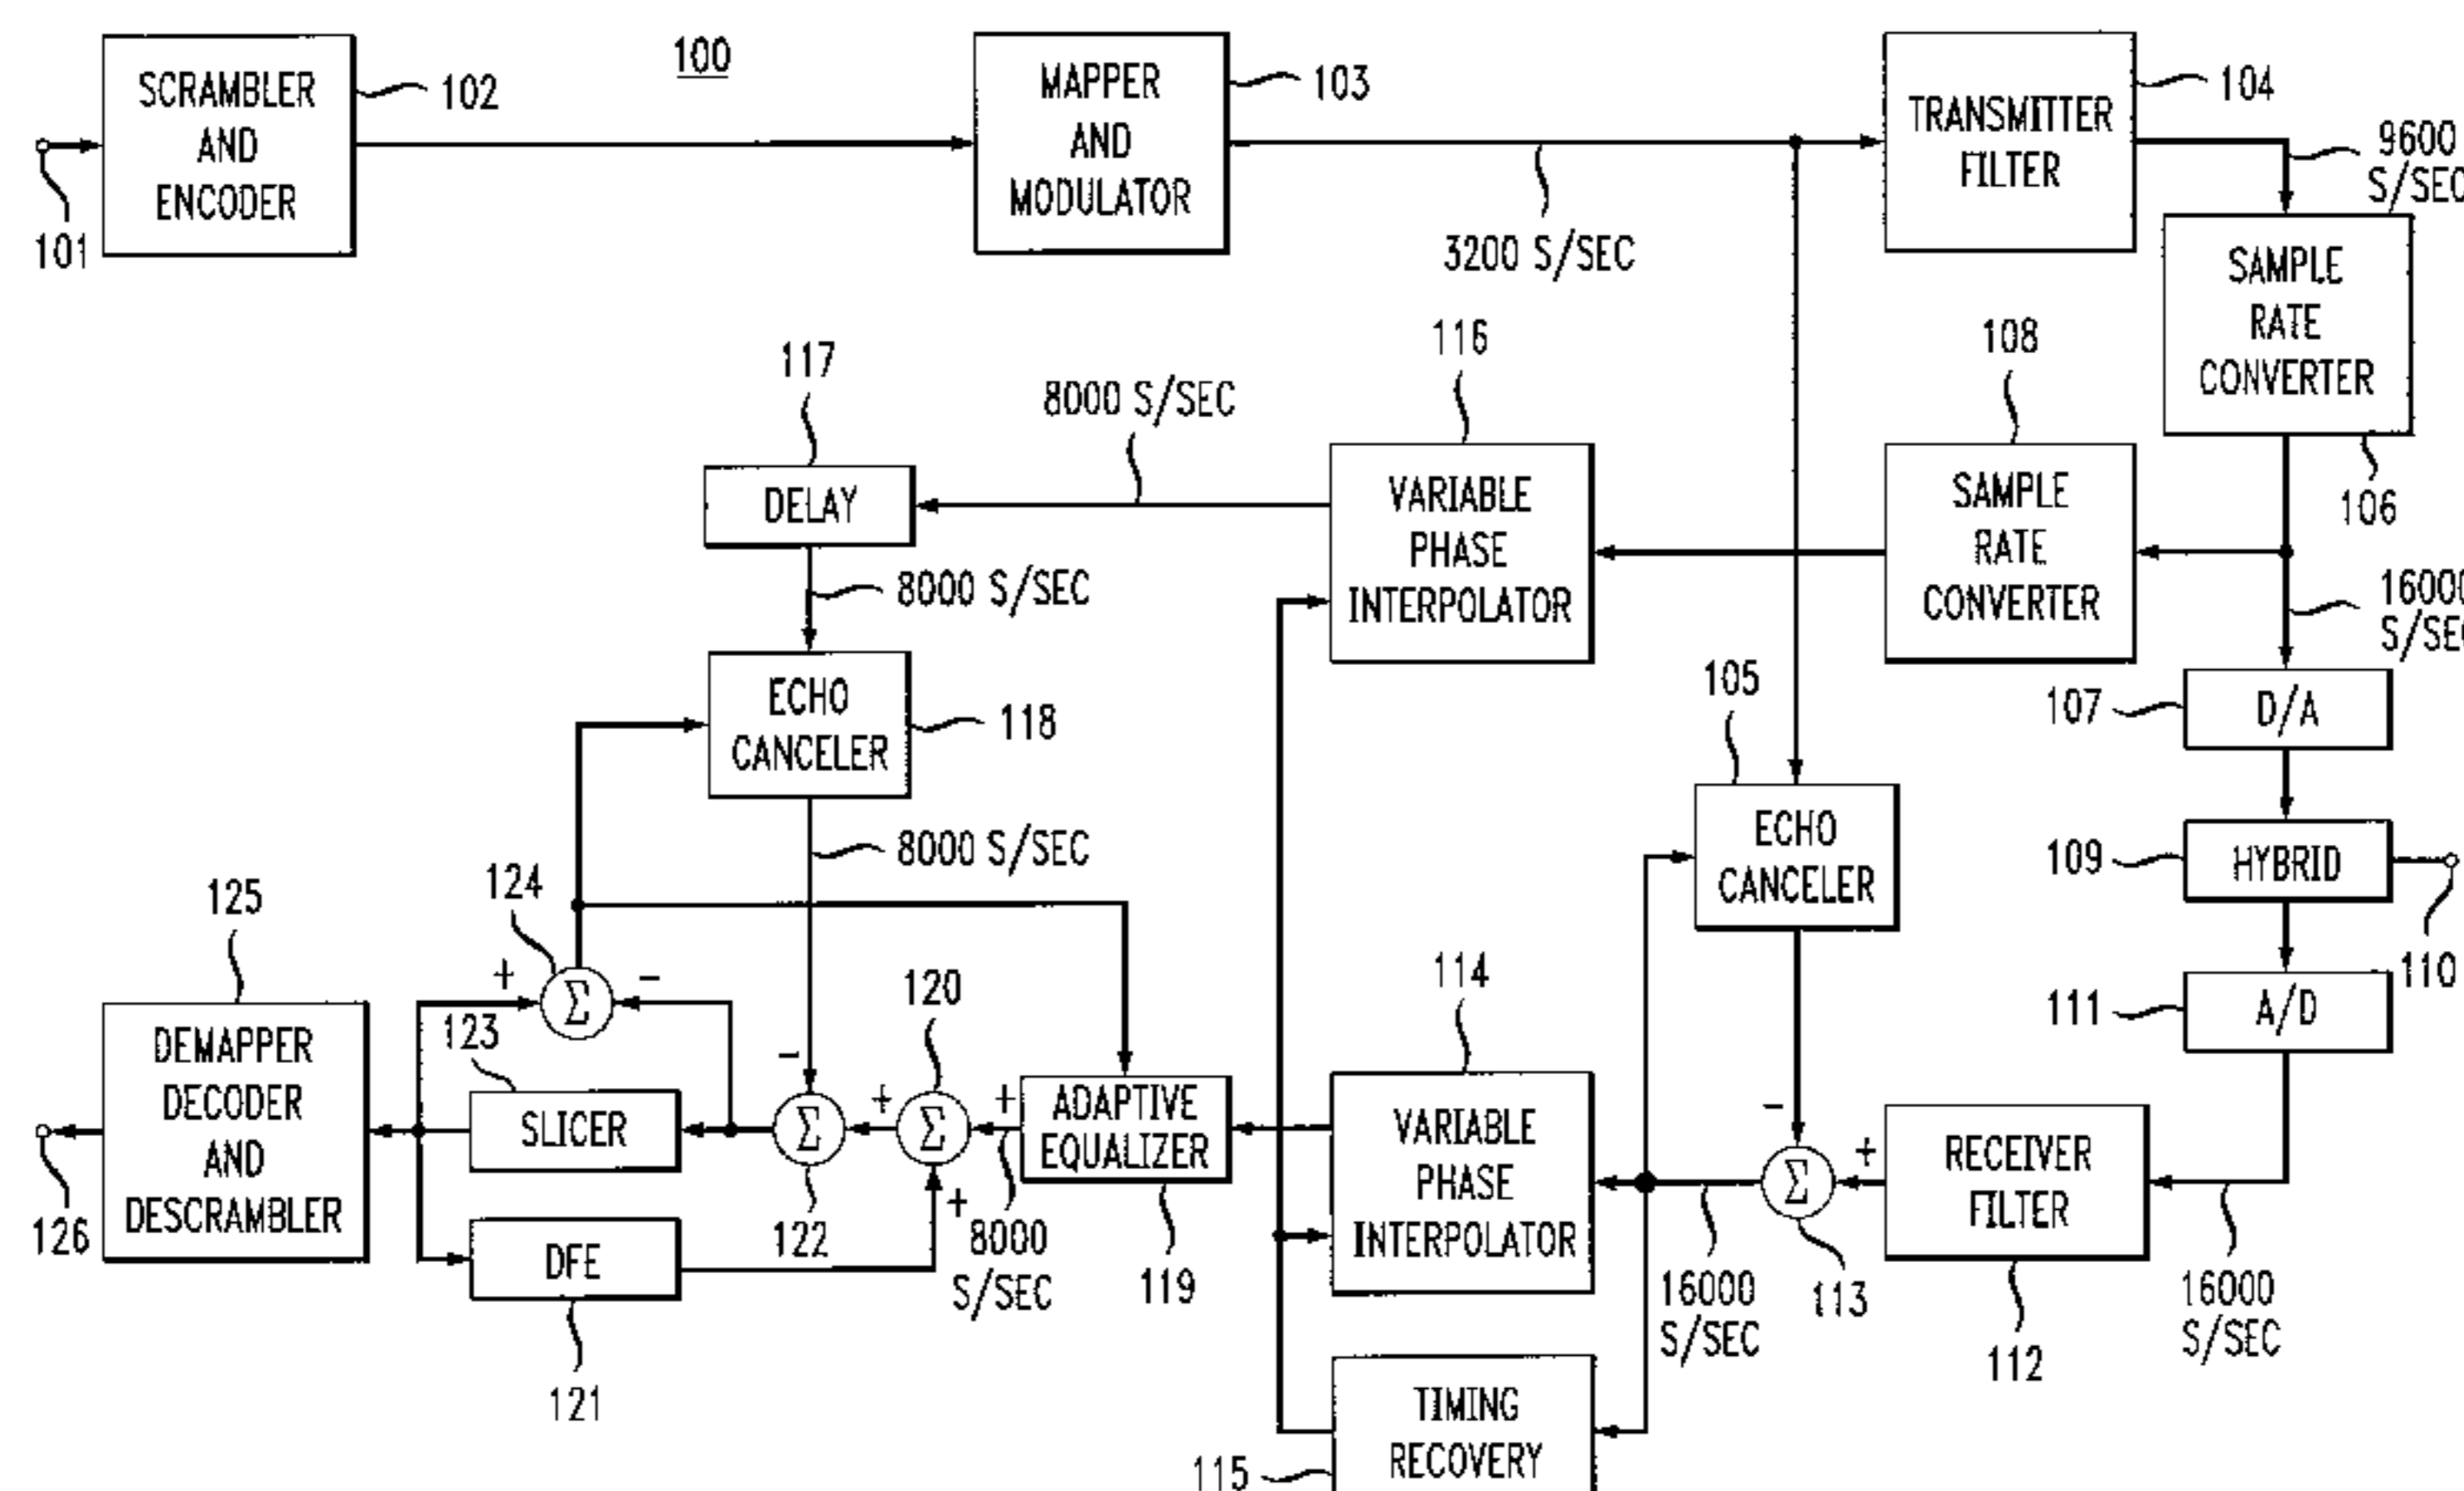 100
SCRAMBLER
AND
ENCODER
102
101
MAPPER
AND
MODULATOR
103
3200 S/SEC
TRANSMITTER
FILTER
104
9600
S/SEC
SAMPLE
RATE
CONVERTER
106
108
SAMPLE
RATE
CONVERTER
116
VARIABLE
PHASE
INTERPOLATOR
8000 S/SEC
117
DELAY
8000 S/SEC
ECHO
CANCELER
118
8000 S/SEC
16000
107
D/A
109
HYBRID
110
111
A/D
105
ECHO
CANCELER
125
DEMAPPER
DECODER
AND
DESCRAMBLER
126
124
+
-
Σ
123
SLICER
DFE
121
-
Σ
122
+
120
Σ
+
+
8000
S/SEC
ADAPTIVE
EQUALIZER
119
114
VARIABLE
PHASE
INTERPOLATOR
16000
S/SEC
-
Σ
+
113
RECEIVER
FILTER
112
16000
S/SEC
TIMING
RECOVERY
115